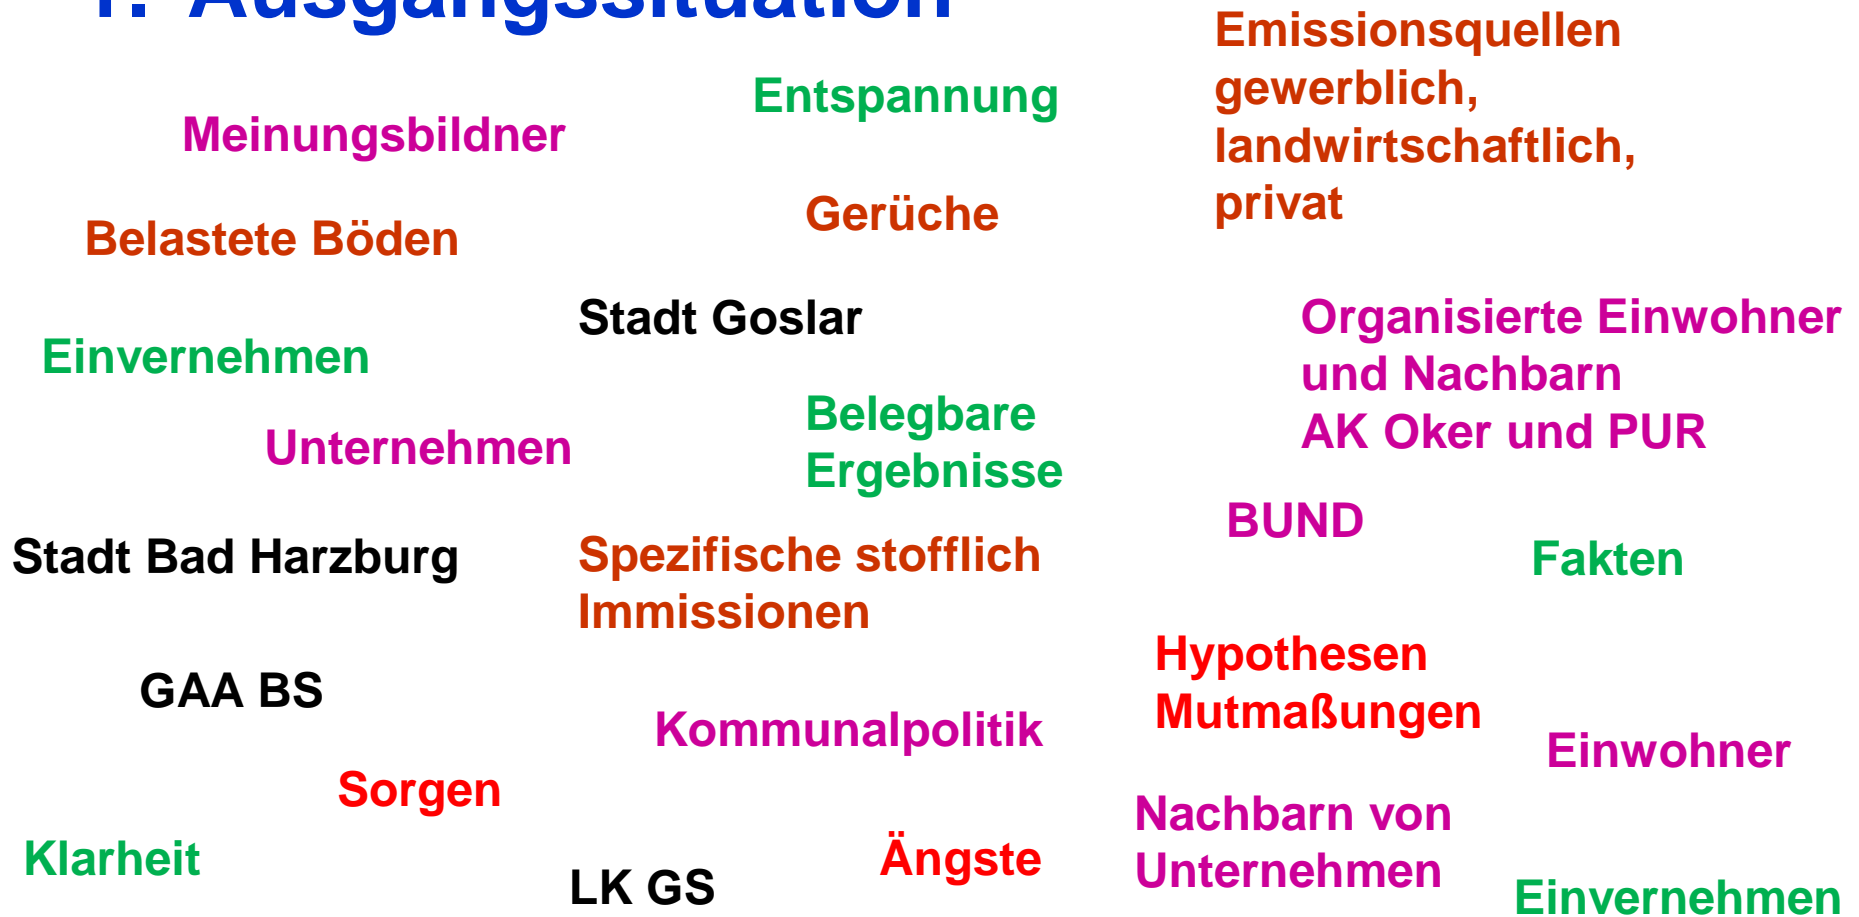 1. Ausgangssituation
Emissionsquellen
gewerblich,
landwirtschaftlich,
privat
Entspannung
Meinungsbildner
Gerüche
Belastete Böden
Stadt Goslar
Organisierte Einwohner
und Nachbarn
AK Oker und PUR
Einvernehmen
Belegbare
Ergebnisse
Unternehmen
BUND
Stadt Bad Harzburg
Spezifische stofflich
Immissionen
Fakten
Hypothesen
Mutmaßungen
GAA BS
Kommunalpolitik
Einwohner
Sorgen
Nachbarn von
Unternehmen
Klarheit
Ängste
LK GS
Einvernehmen